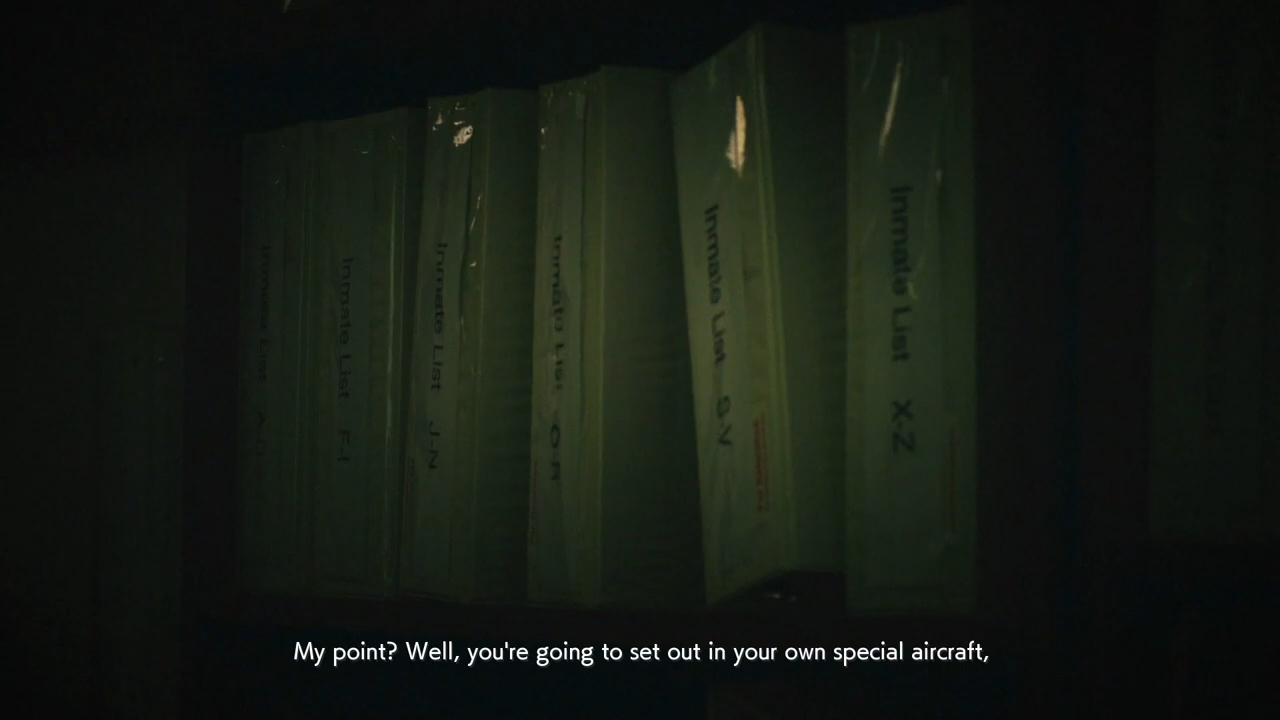 Inmate List
Inmate List F-I
Inmate List J-N
Inmate List O-R
Inmate List S-V
Inmate List X-Z
My point? Well, you're going to set out in your own special aircraft,